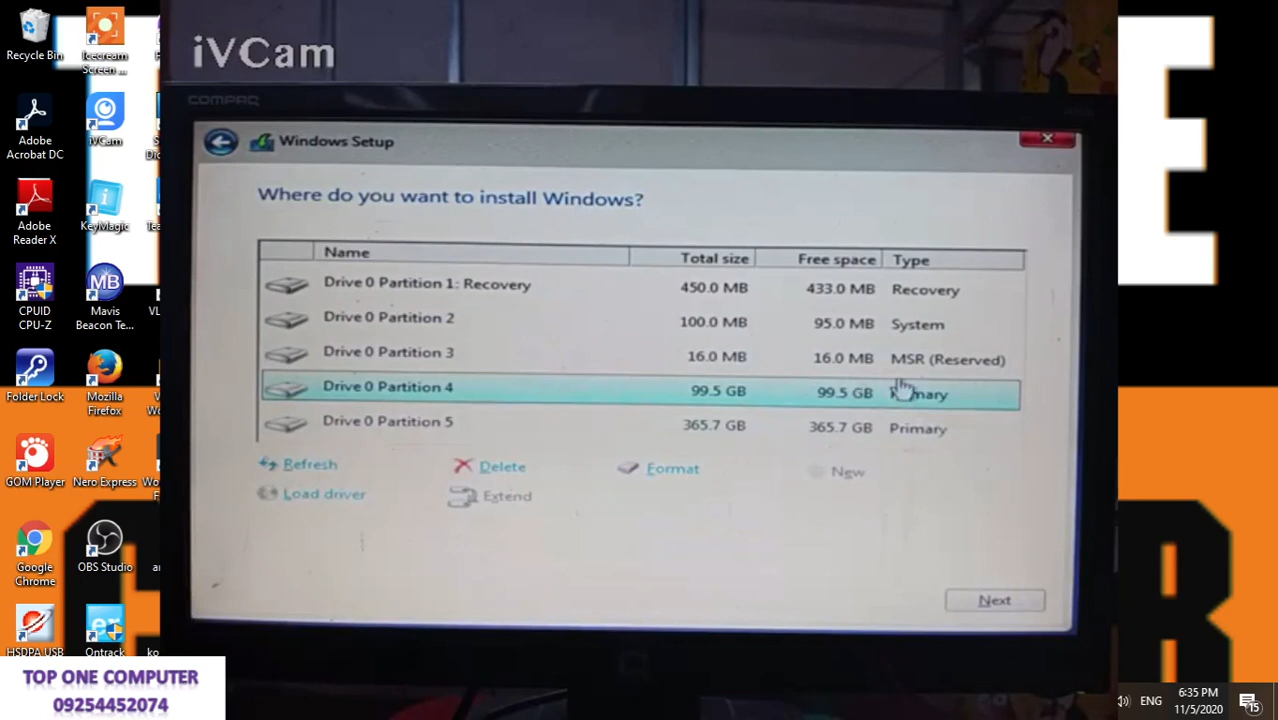 iVCam
COMPAQ
Windows Setup
Where do you want to install Windows?
Name Total size Free space Type
Drive 0 Partition 1: Recovery 450.0 MB 433.0 MB Recovery
Drive 0 Partition 2 100.0 MB 95.0 MB System
Drive 0 Partition 3 16.0 MB 16.0 MB MSR (Reserved)
Drive 0 Partition 4 99.5 GB 99.5 GB Primary
Drive 0 Partition 5 365.7 GB 365.7 GB Primary
Refresh Delete Format New
Load driver Extend
Next
Recycle Bin
Icecream Screen ...
Adobe Acrobat DC
iVCam
Adobe Reader X
KeyMagic
CPUID CPU-Z
MB
Mavis Beacon Te...
Folder Lock
Mozilla Firefox
GOM Player
Nero Express
Google Chrome
OBS Studio
HSDPA USB
er
Ontrack
TOP ONE COMPUTER
09254452074
ENG
6:35 PM
11/5/2020
15